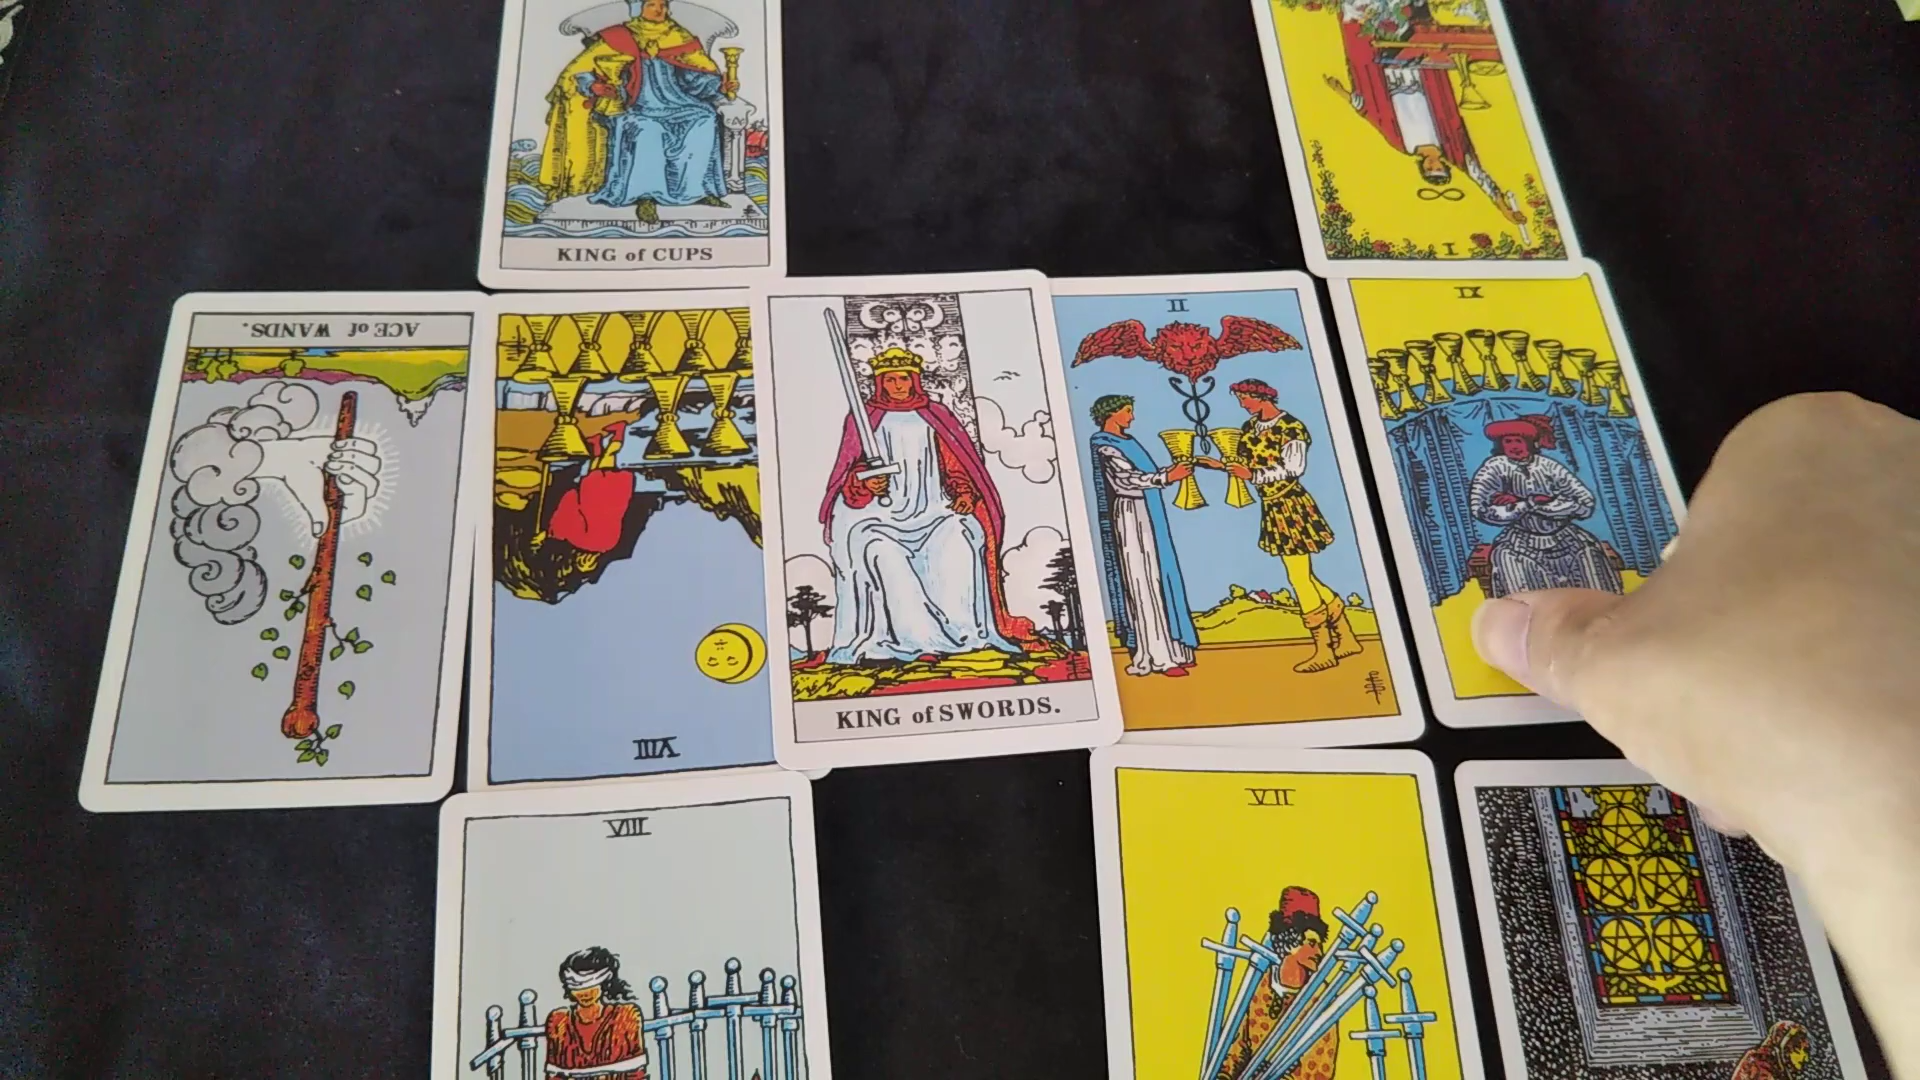 KING of CUPS
I
ACE of WANDS.
VIII
KING of SWORDS.
II
IX
VIII
VII